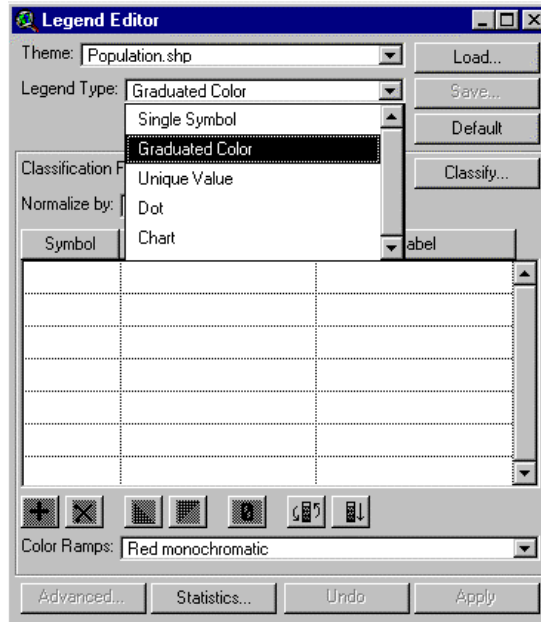 Legend Editor
Theme: Population.shp
Load...
Legend Type: Graduated Color
Save...
Single Symbol
Default
Graduated Color
Classification F
Unique Value
Classify...
Normalize by:
Dot
Chart
Symbol
abel
Color Ramps: Red monochromatic
Advanced...
Statistics...
Undo
Apply